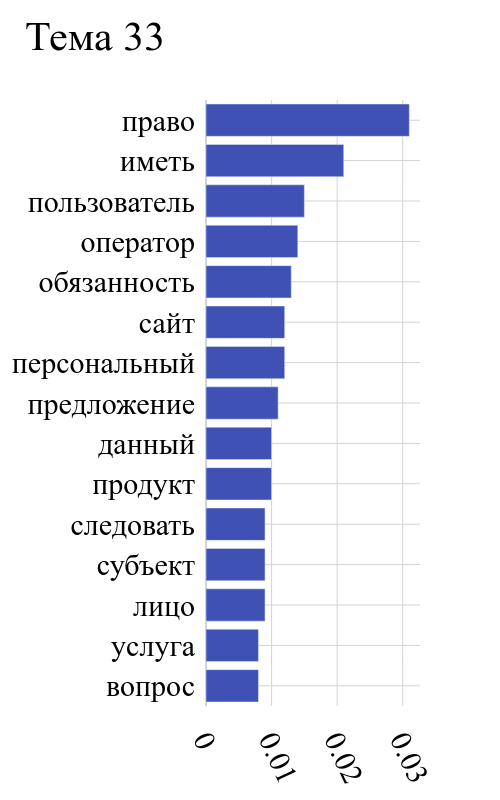 Тема 33
право
иметь
пользователь
оператор
обязанность
сайт
персональный
предложение
данный
продукт
следовать
субъект
лицо
услуга
вопрос
0
0.01
0.02
0.03